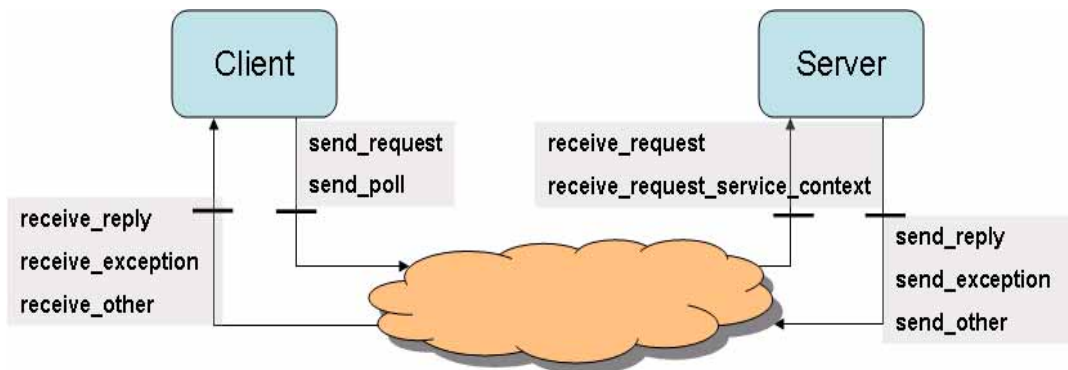 Client
Server
send_request
send_poll
receive_request
receive_request_service_context
receive_reply
receive_exception
receive_other
send_reply
send_exception
send_other